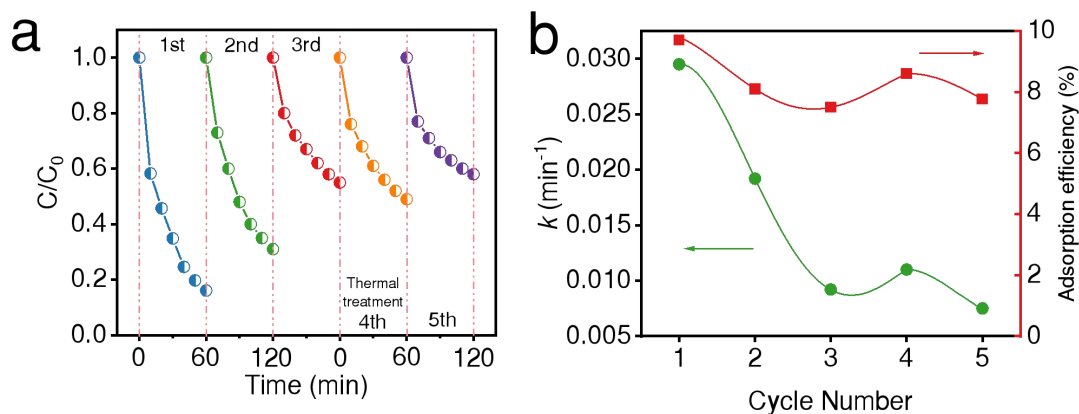 a
1st 2nd 3rd
1.0
0.8
0.6
0.4
0.2
0.0
C/C0
Thermal
treatment
4th 5th
0 60 120 0 60 120
Time (min)
b
0.030
0.025
0.020
0.015
0.010
0.005
k (min-1)
10
8
6
4
2
0
Adsorption efficiency (%)
1 2 3 4 5
Cycle Number